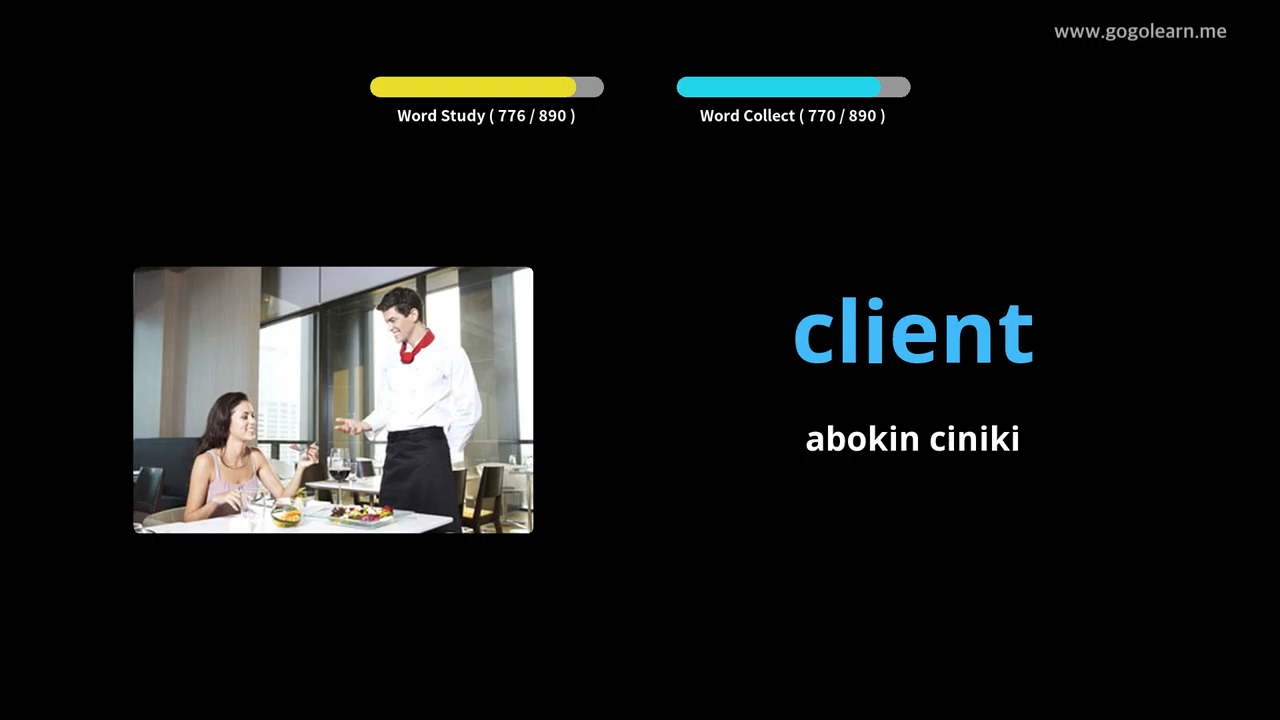 www.gogolearn.me
Word Study ( 776 / 890 )
Word Collect ( 770 / 890 )
client
abokin ciniki